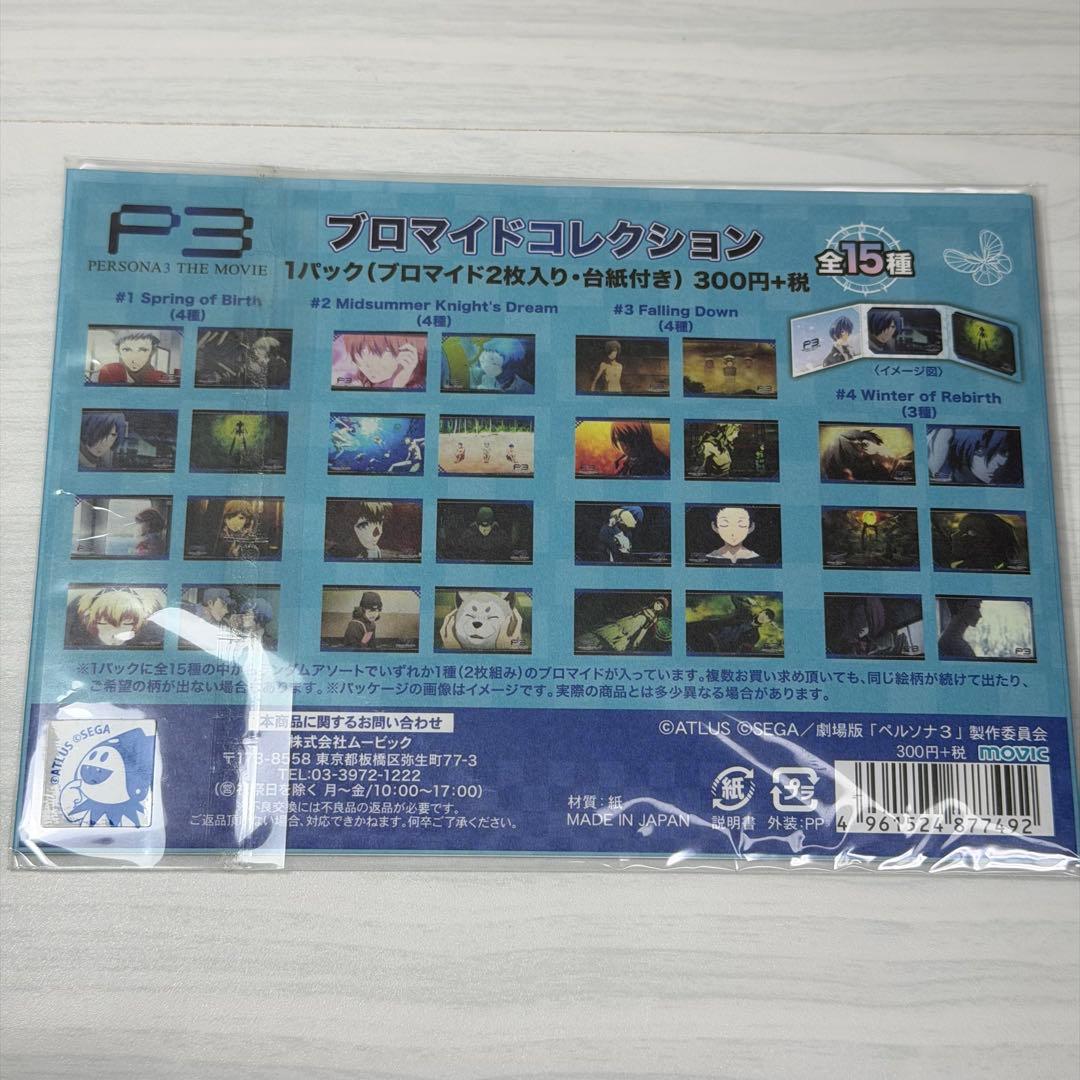 P3
PERSONA3 THE MOVIE
ブロマイドコレクション
1パック(ブロマイド2枚入り・台紙付き) 300円+税
全15種
#1 Spring of Birth
(4種)
#2 Midsummer Knight's Dream
(4種)
#3 Falling Down
(4種)
P3
〈イメージ図〉
#4 Winter of Rebirth
(3種)
P3
P3
P3
P3
※1パックに全15種の中からランダムアソートでいずれか1種(2枚組み)のブロマイドが入っています。複数お買い求め頂いても、同じ絵柄が続けて出たり、
ご希望の柄が出ない場合もあります。※パッケージの画像はイメージです。実際の商品とは多少異なる場合があります。
©ATLUS ©SEGA
本商品に関するお問い合わせ
株式会社ムービック
〒173-8558 東京都板橋区弥生町77-3
TEL:03-3972-1222
祭日を除く 月〜金/10:00〜17:00)
不良交換には不良品の返品が必要です。
ご返品頂けない場合、対応できかねます。何卒ご了承ください。
©ATLUS ©SEGA/劇場版「ペルソナ3」製作委員会
300円+税 movic
材質:紙
MADE IN JAPAN
紙
説明書
プラ
外装:PP
4 961524 877492